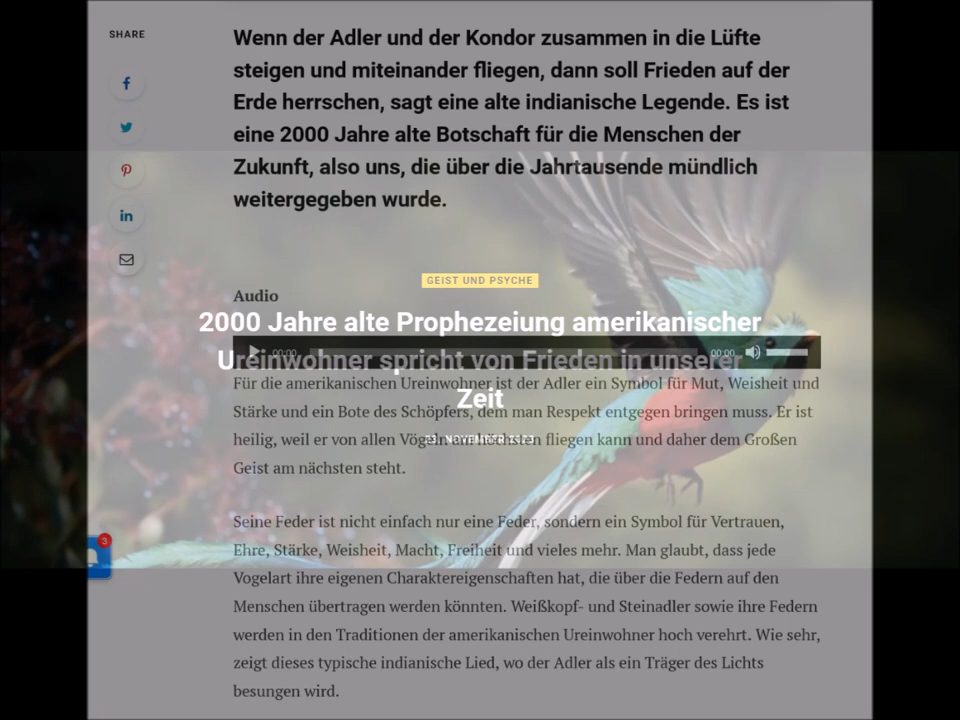 SHARE
Wenn der Adler und der Kondor zusammen in die Lüfte
steigen und miteinander fliegen, dann soll Frieden auf der
Erde herrschen, sagt eine alte indianische Legende. Es ist
eine 2000 Jahre alte Botschaft für die Menschen der
Zukunft, also uns, die über die Jahrtausende mündlich
weitergegeben wurde.
GEIST UND PSYCHE
Audio
2000 Jahre alte Prophezeiung amerikanischer
Ureinwohner spricht von Frieden in unserer
Zeit
00:00
00:00
Für die amerikanischen Ureinwohner ist der Adler ein Symbol für Mut, Weisheit und
Stärke und ein Bote des Schöpfers, dem man Respekt entgegen bringen muss. Er ist
heilig, weil er von allen Vögeln am höchsten fliegen kann und daher dem Großen
NOVEMBER
Geist am nächsten steht.
Seine Feder ist nicht einfach nur eine Feder, sondern ein Symbol für Vertrauen,
Ehre, Stärke, Weisheit, Macht, Freiheit und vieles mehr. Man glaubt, dass jede
3
Vogelart ihre eigenen Charaktereigenschaften hat, die über die Federn auf den
Menschen übertragen werden könnten. Weißkopf- und Steinadler sowie ihre Federn
werden in den Traditionen der amerikanischen Ureinwohner hoch verehrt. Wie sehr,
zeigt dieses typische indianische Lied, wo der Adler als ein Träger des Lichts
besungen wird.